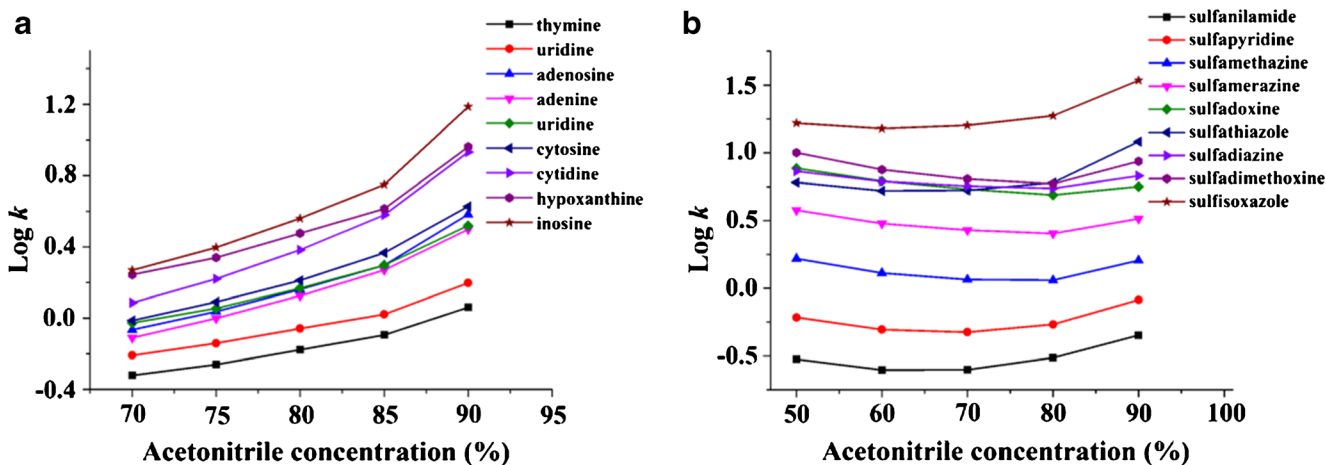 a
thymine
uridine
adenosine
adenine
uridine
cytosine
cytidine
hypoxanthine
inosine
Log k
1.2
0.8
0.4
0.0
-0.4
70 75 80 85 90 95
Acetonitrile concentration (%)
b
sulfanilamide
sulfapyridine
sulfamethazine
sulfamerazine
sulfadoxine
sulfathiazole
sulfadiazine
sulfadimethoxine
sulfisoxazole
Log k
1.5
1.0
0.5
0.0
-0.5
50 60 70 80 90 100
Acetonitrile concentration (%)